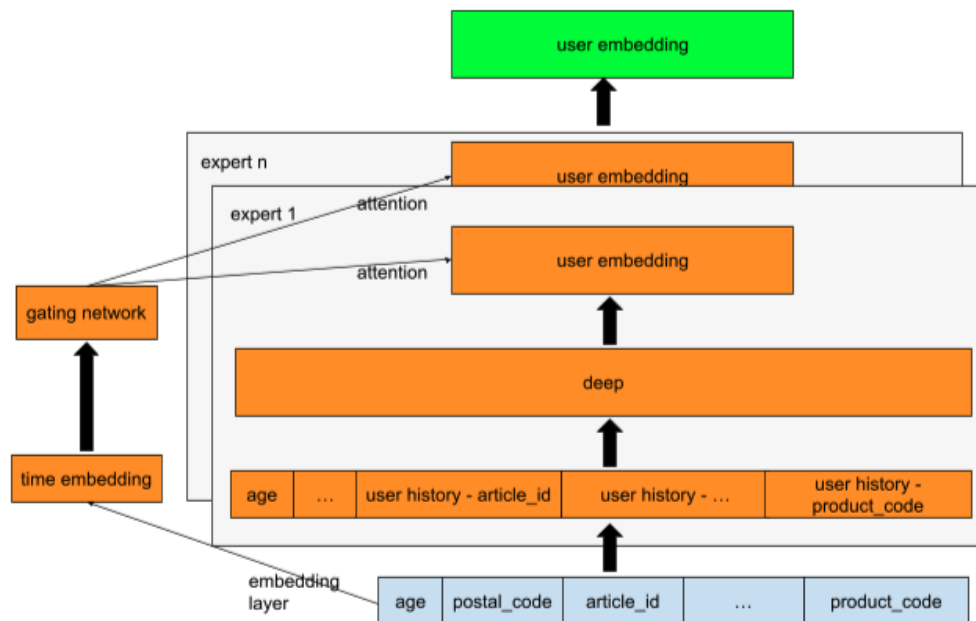 user embedding
expert n
user embedding
attention
expert 1
user embedding
attention
gating network
deep
time embedding
age
...
user history - article_id
user history - ...
user history -
product_code
embedding
layer
age
postal_code
article_id
...
product_code